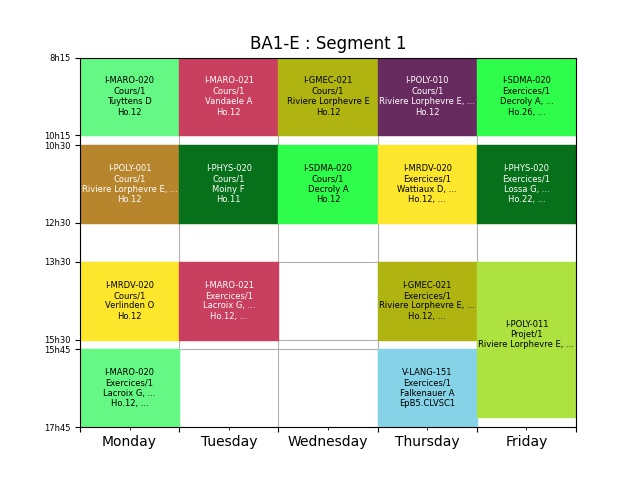 BA1-E : Segment 1
8h15
I-MARO-020
Cours/1
Tuyttens D
Ho.12
I-MARO-021
Cours/1
Vandaele A
Ho.12
I-GMEC-021
Cours/1
Riviere Lorphevre E
Ho.12
I-POLY-010
Cours/1
Riviere Lorphevre E, ...
Ho.12
I-SDMA-020
Exercices/1
Decroly A, ...
Ho.26, ...
10h15
10h30
I-POLY-001
Cours/1
Riviere Lorphevre E, ...
Ho.12
I-PHYS-020
Cours/1
Moiny F
Ho.11
I-SDMA-020
Cours/1
Decroly A
Ho.12
I-MRDV-020
Exercices/1
Wattiaux D, ...
Ho.12, ...
I-PHYS-020
Exercices/1
Lossa G, ...
Ho.22, ...
12h30
13h30
I-MRDV-020
Cours/1
Verlinden O
Ho.12
I-MARO-021
Exercices/1
Lacroix G, ...
Ho.12, ...
I-GMEC-021
Exercices/1
Riviere Lorphevre E, ...
Ho.12, ...
I-POLY-011
Projet/1
Riviere Lorphevre E, ...
15h30
15h45
I-MARO-020
Exercices/1
Lacroix G, ...
Ho.12, ...
V-LANG-151
Exercices/1
Falkenauer A
EpB5.CLVSC1
17h45
Monday
Tuesday
Wednesday
Thursday
Friday